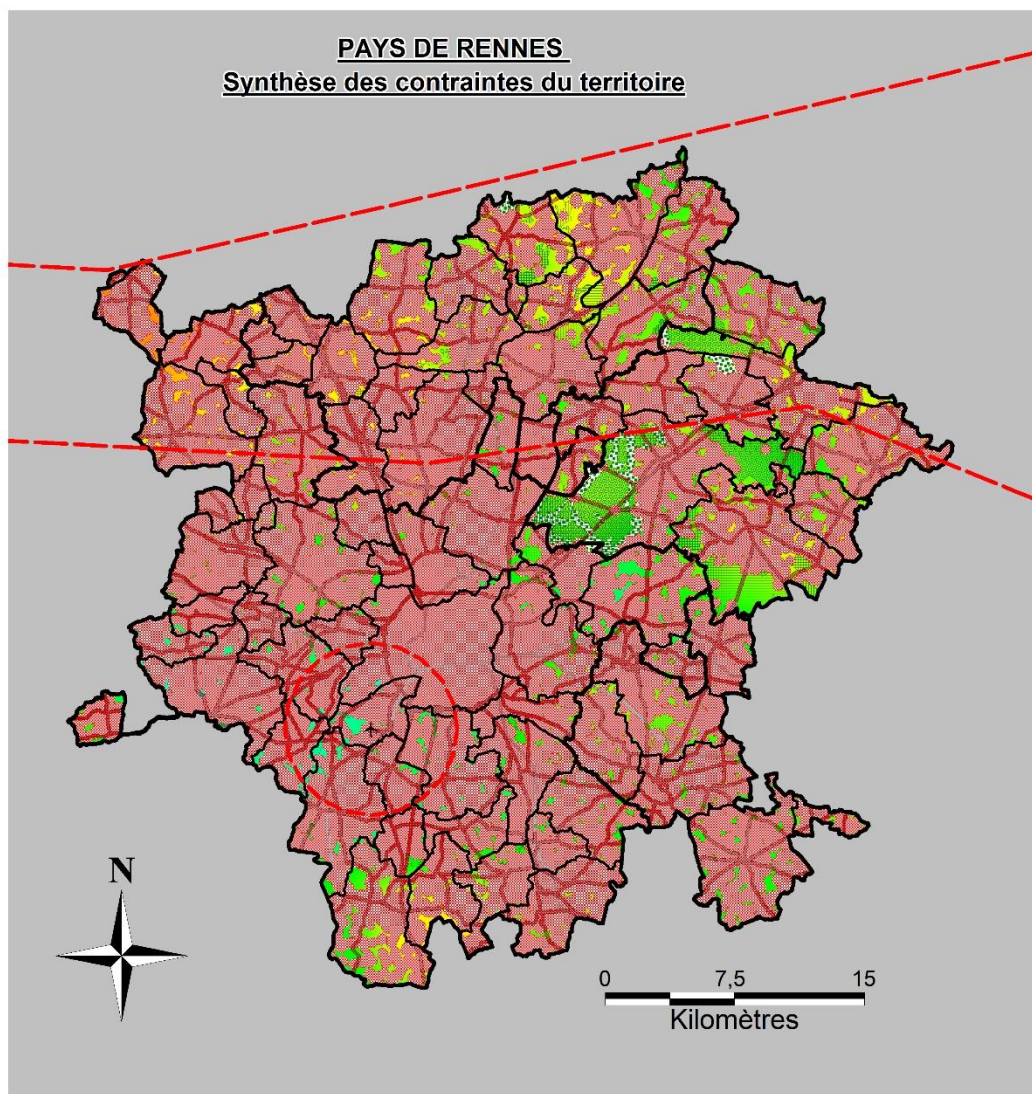 PAYS DE RENNES
Synthèse des contraintes du territoire
N
0 7,5 15
Kilomètres